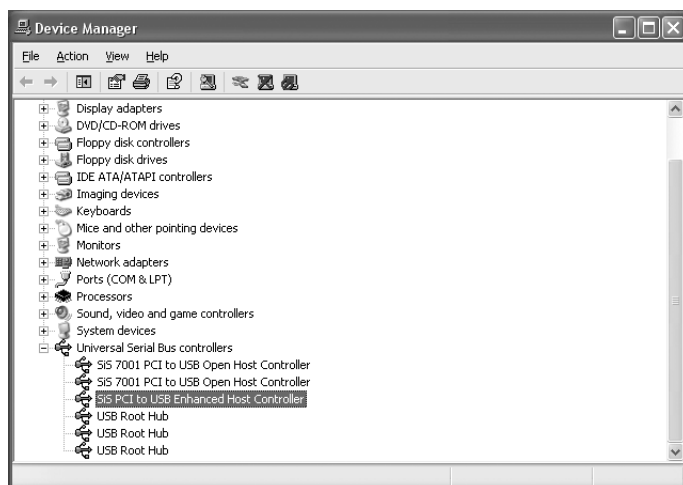 Device Manager
File Action View Help
Display adapters
DVD/CD-ROM drives
Floppy disk controllers
Floppy disk drives
IDE ATA/ATAPI controllers
Imaging devices
Keyboards
Mice and other pointing devices
Monitors
Network adapters
Ports (COM & LPT)
Processors
Sound, video and game controllers
System devices
Universal Serial Bus controllers
SiS 7001 PCI to USB Open Host Controller
SiS 7001 PCI to USB Open Host Controller
SiS PCI to USB Enhanced Host Controller
USB Root Hub
USB Root Hub
USB Root Hub